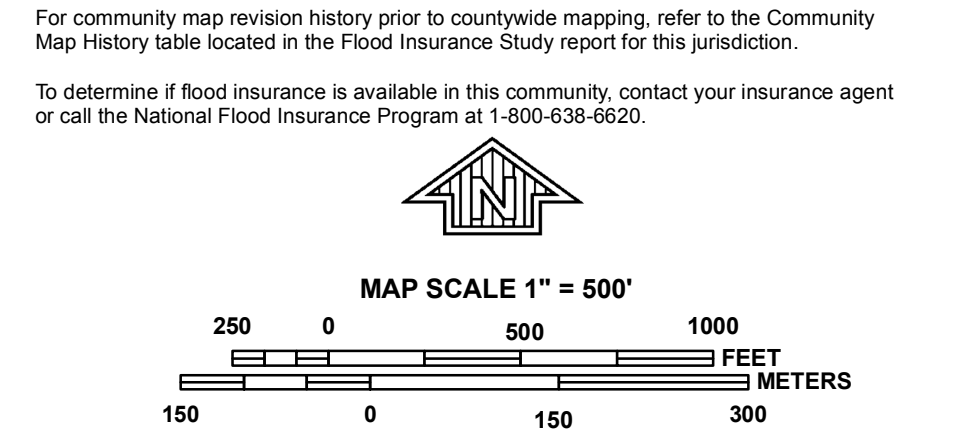 For community map revision history prior to countywide mapping, refer to the Community
Map History table located in the Flood Insurance Study report for this jurisdiction.
To determine if flood insurance is available in this community, contact your insurance agent
or call the National Flood Insurance Program at 1-800-638-6620.
N
MAP SCALE 1" = 500'
250 0 500 1000
FEET
METERS
150 0 150 300